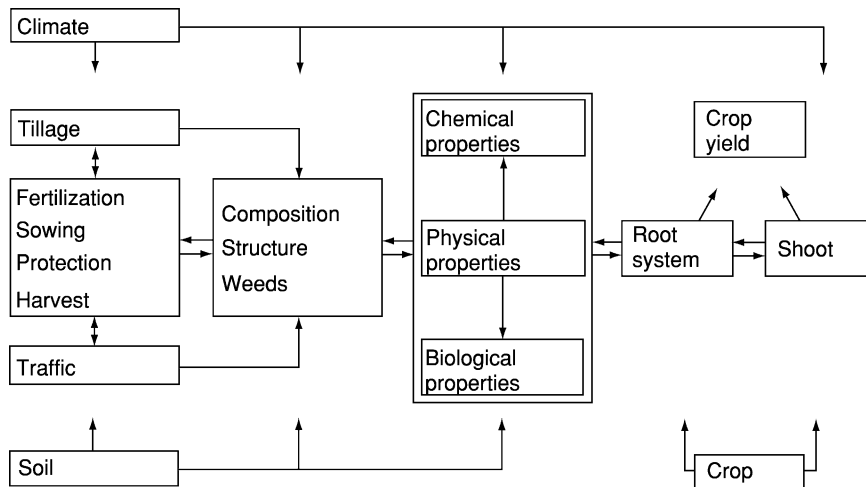 Climate
Tillage
Fertilization
Sowing
Protection
Harvest
Traffic
Soil
Composition
Structure
Weeds
Chemical
properties
Physical
properties
Biological
properties
Root
system
Shoot
Crop
yield
Crop